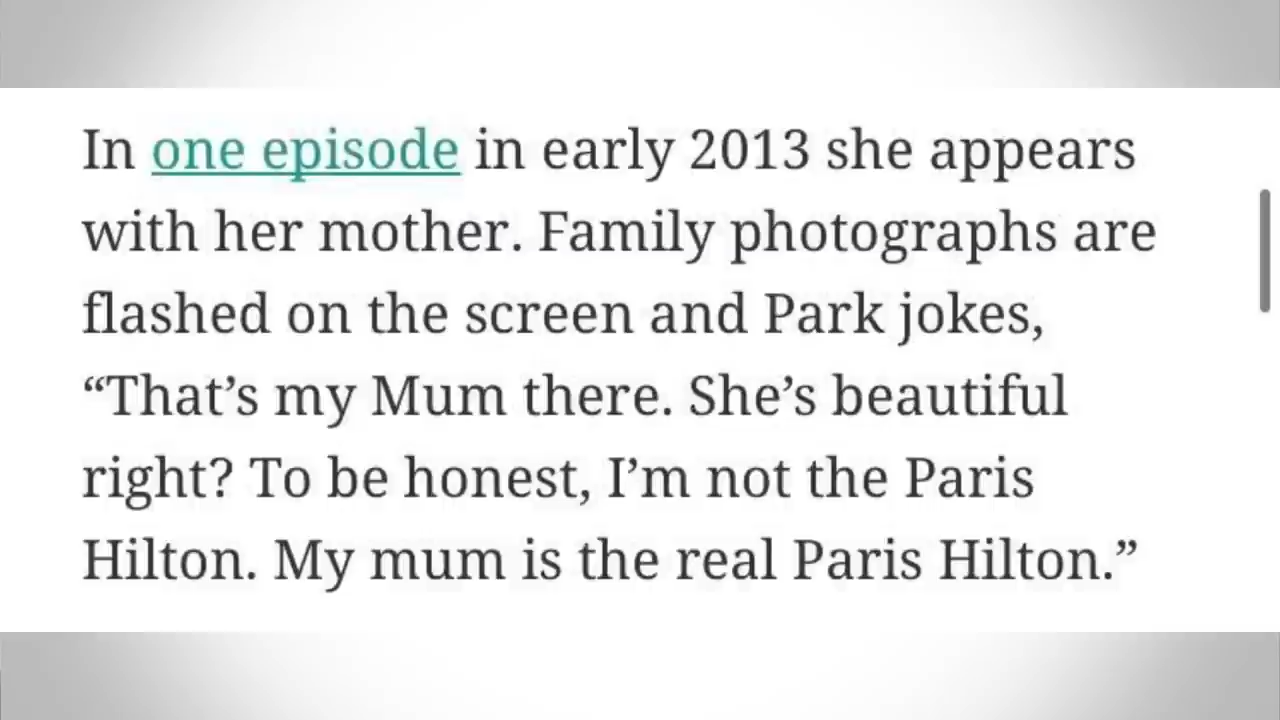 In one episode in early 2013 she appears
with her mother. Family photographs are
flashed on the screen and Park jokes,
“That’s my Mum there. She’s beautiful
right? To be honest, I’m not the Paris
Hilton. My mum is the real Paris Hilton.”